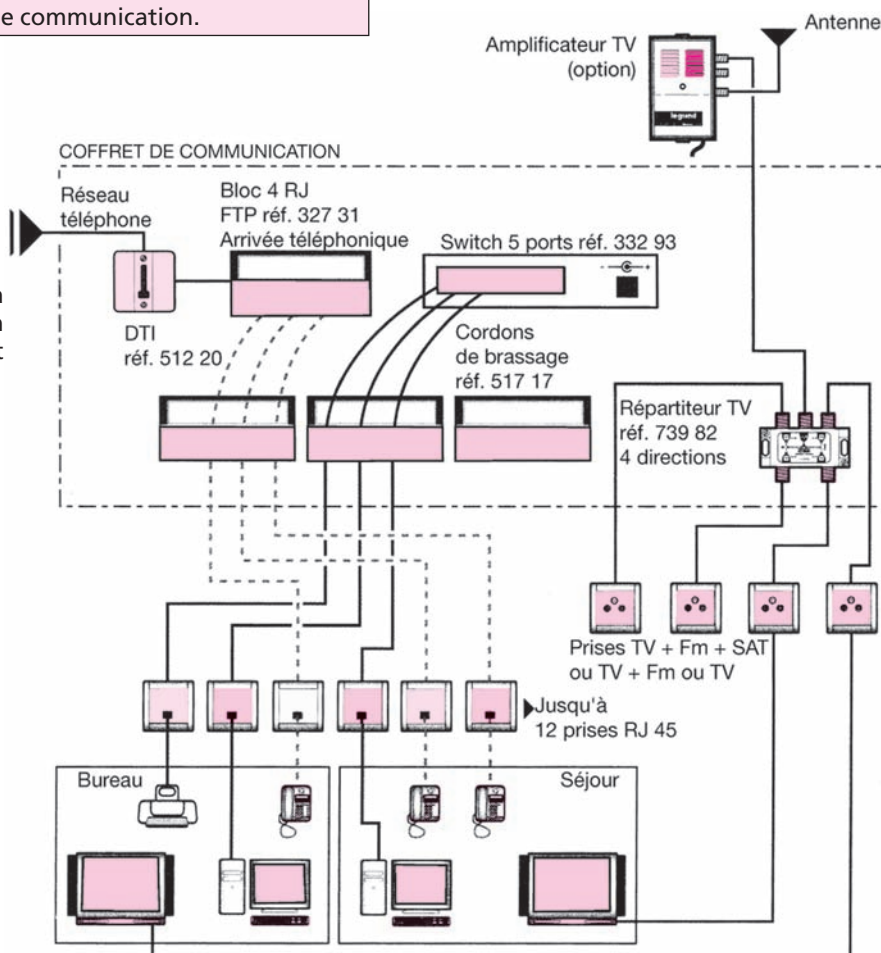 e communication.
Antenne
Amplificateur TV
(option)
legrand
COFFRET DE COMMUNICATION
Réseau
téléphone
Bloc 4 RJ
FTP réf. 327 31
Arrivée téléphonique
Switch 5 ports réf. 332 93
- +
n
n
t
DTI
réf. 512 20
Cordons
de brassage
réf. 517 17
Répartiteur TV
réf. 739 82
4 directions
Prises TV + Fm + SAT
ou TV + Fm ou TV
Jusqu'à
12 prises RJ 45
Bureau
Séjour